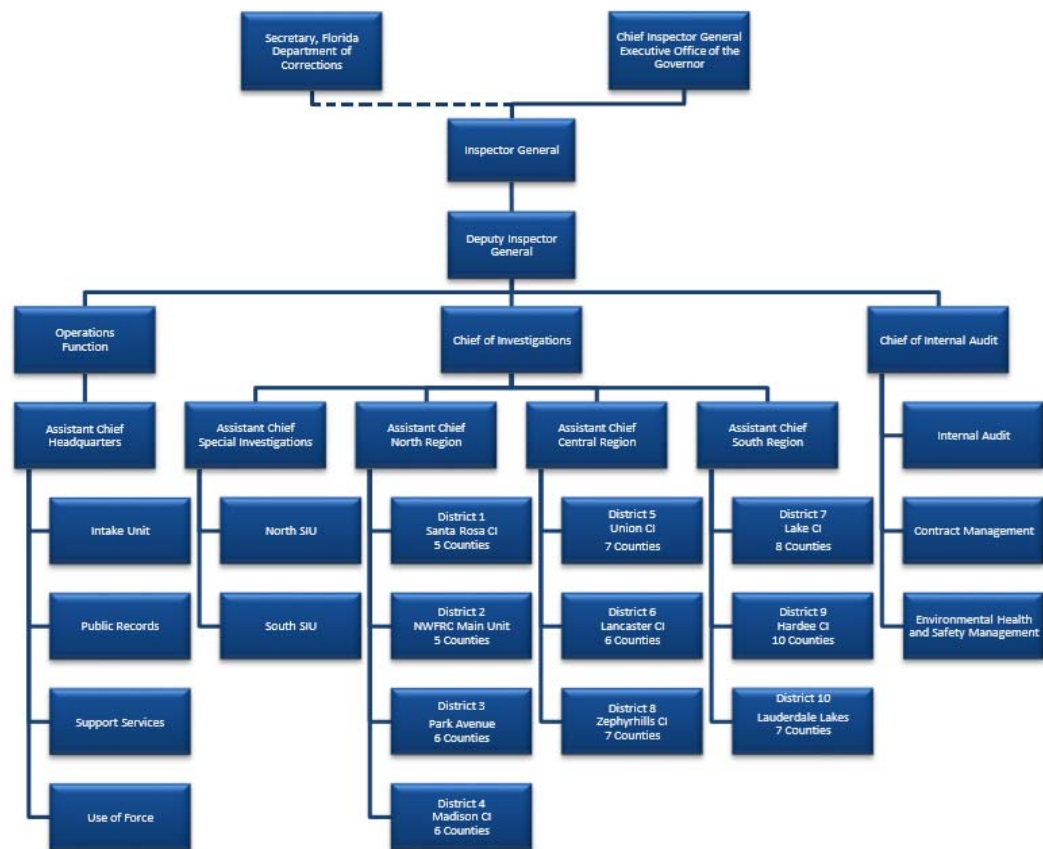 Secretary, Florida
Department of
Corrections
Chief Inspector General
Executive Office of the
Governor
Inspector General
Deputy Inspector
General
Operations
Function
Chief of Investigations
Chief of Internal Audit
Assistant Chief
Headquarters
Assistant Chief
Special Investigations
Assistant Chief
North Region
Assistant Chief
Central Region
Assistant Chief
South Region
Internal Audit
Intake Unit
North SIU
District 1
Santa Rosa CI
5 Counties
District 5
Union CI
7 Counties
District 7
Lake CI
8 Counties
Contract Management
Public Records
South SIU
District 2
NWFRC Main Unit
5 Counties
District 6
Lancaster CI
6 Counties
District 9
Hardee CI
10 Counties
Environmental Health
and Safety Management
Support Services
District 3
Park Avenue
6 Counties
District 8
Zephyrhills CI
7 Counties
District 10
Lauderdale Lakes
7 Counties
Use of Force
District 4
Madison CI
6 Counties